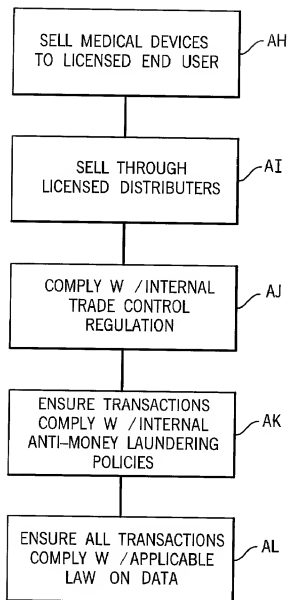 SELL MEDICAL DEVICES
TO LICENSED END USER
AH
SELL THROUGH
LICENSED DISTRIBUTERS
AI
COMPLY W /INTERNAL
TRADE CONTROL
REGULATION
AJ
ENSURE TRANSACTIONS
COMPLY W /INTERNAL
ANTI-MONEY LAUNDERING
POLICIES
AK
ENSURE ALL TRANSACTIONS
COMPLY W /APPLICABLE
LAW ON DATA
AL